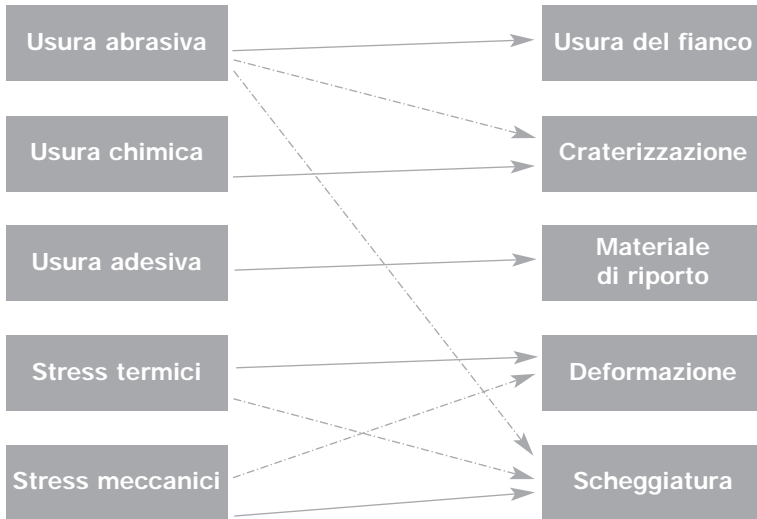 Usura abrasiva
Usura del fianco
Usura chimica
Craterizzazione
Usura adesiva
Materiale
di riporto
Stress termici
Deformazione
Stress meccanici
Scheggiatura